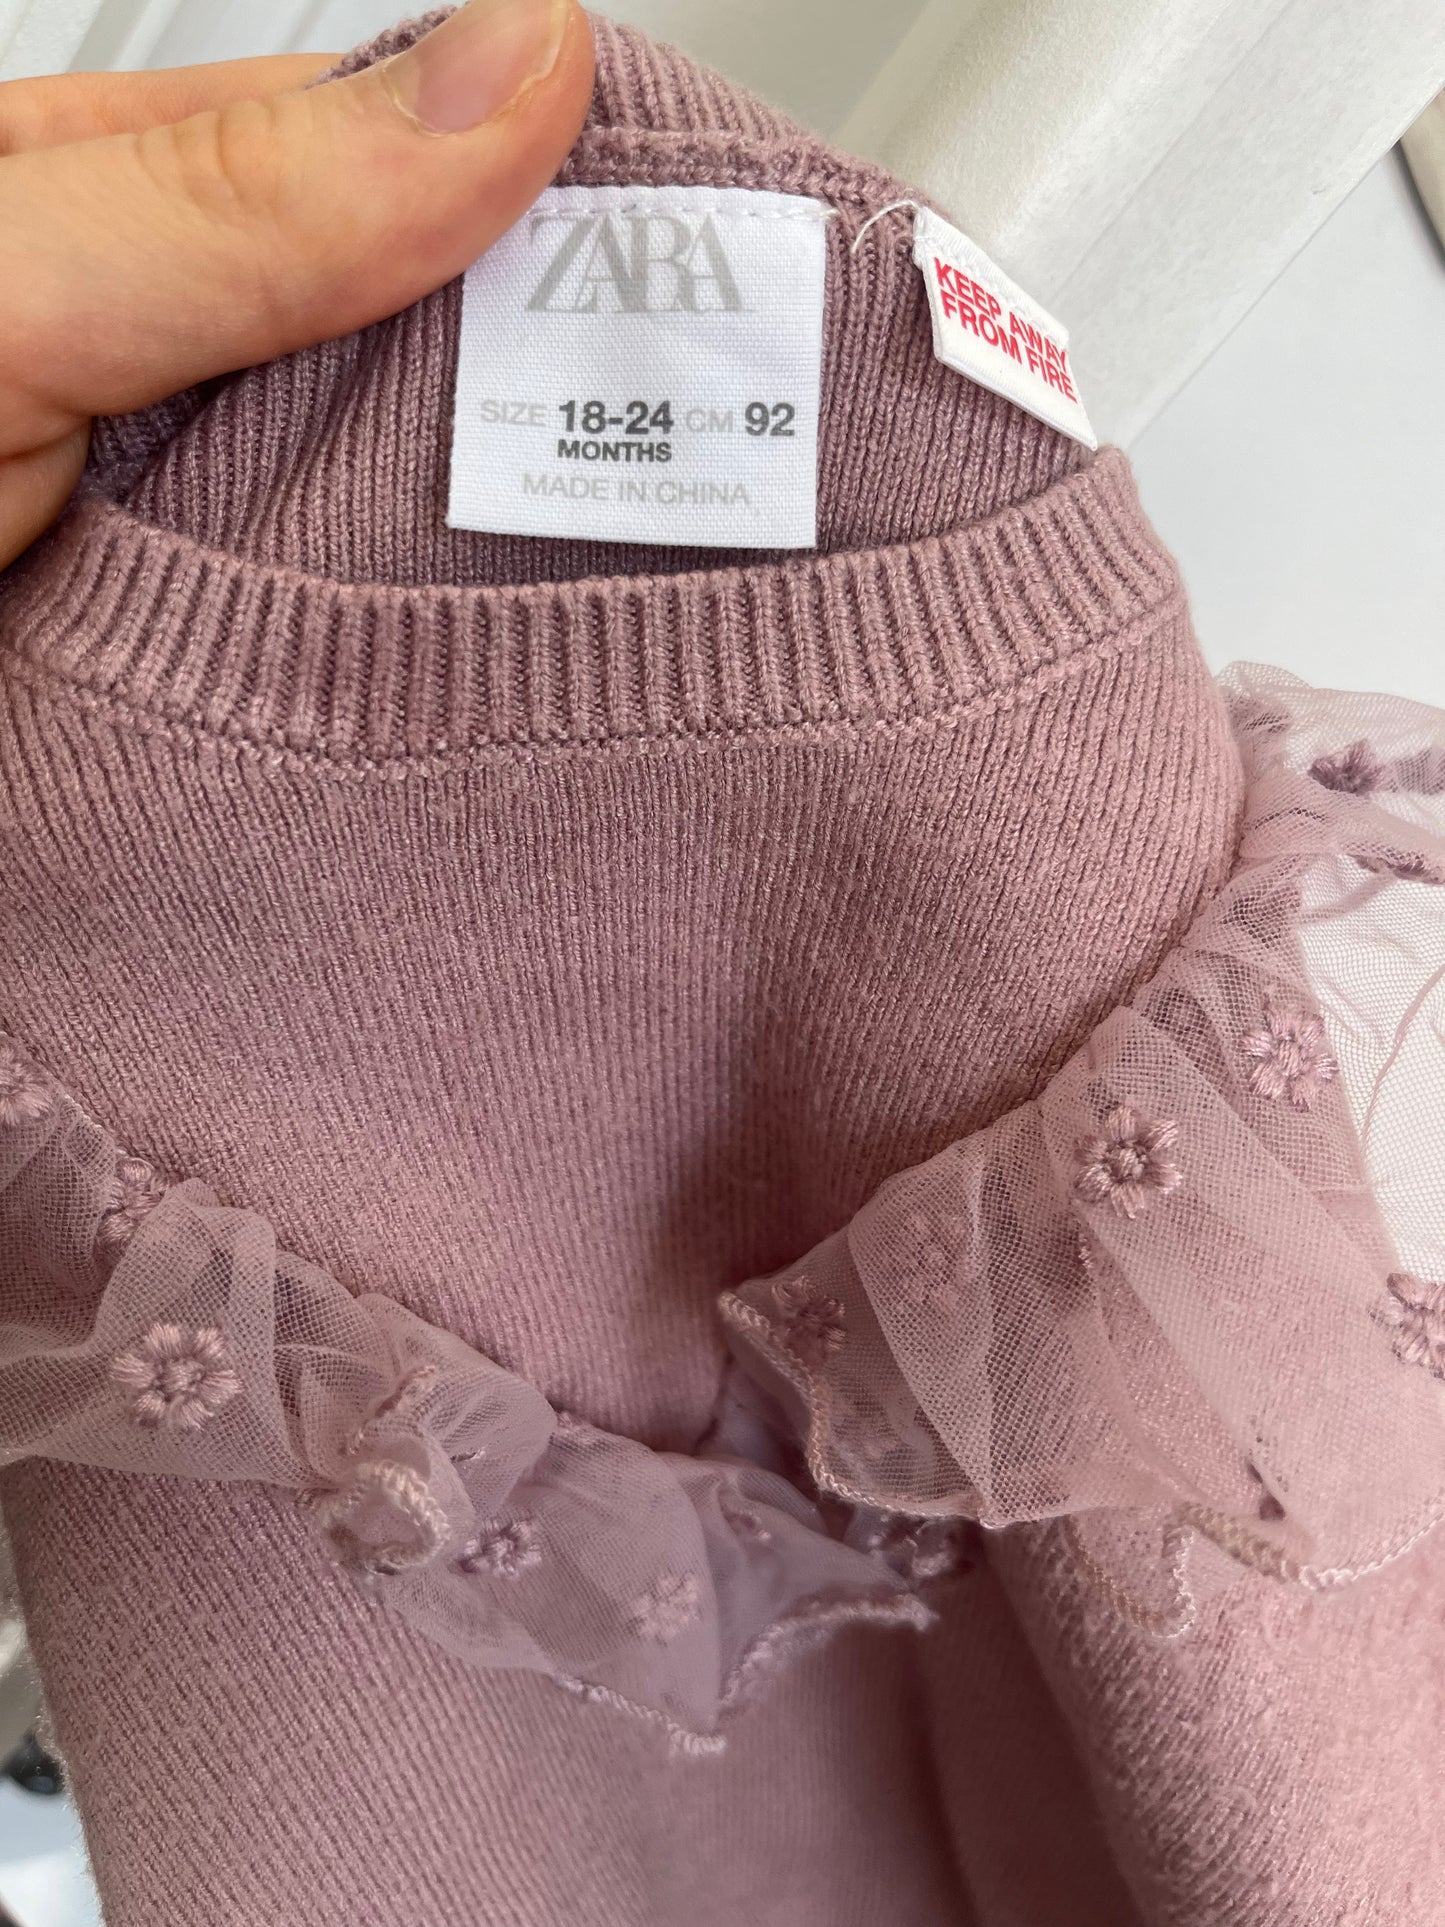 ZARA
SIZE 18-24 CM 92
MONTHS
MADE IN CHINA
KEEP AWAY
FROM FIRE